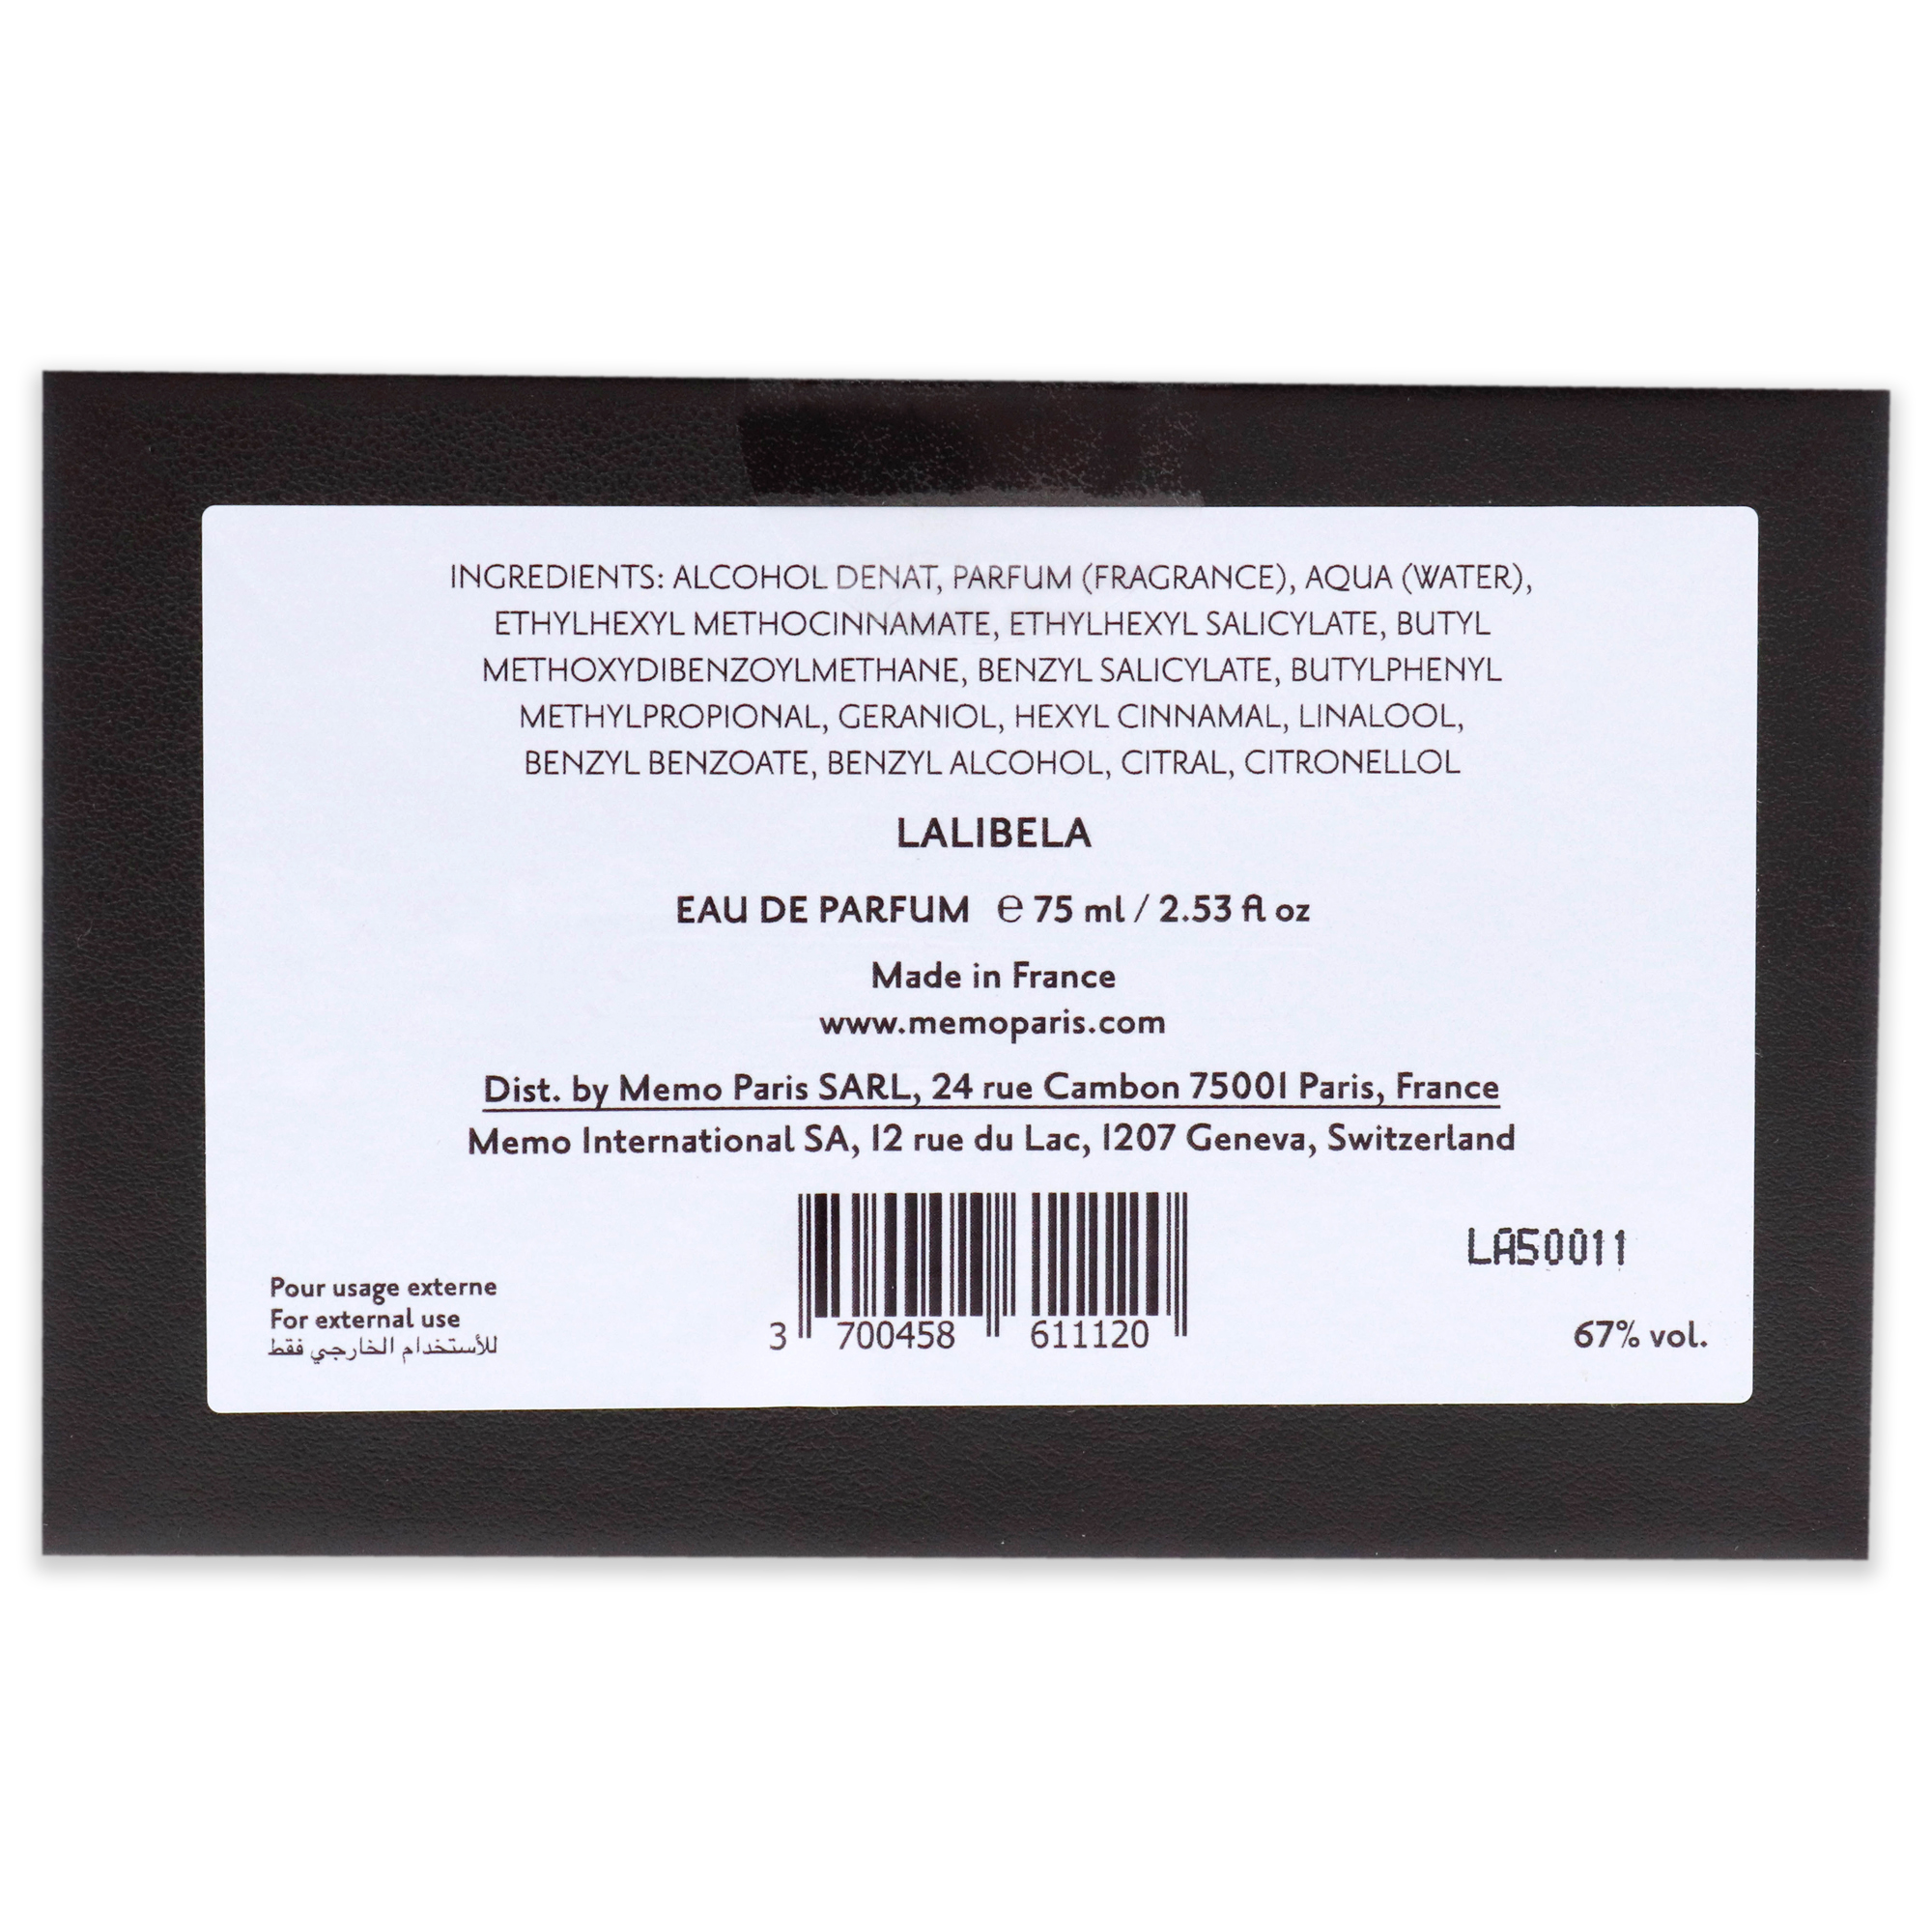 INGREDIENTS: ALCOHOL DENAT, PARFUM (FRAGRANCE), AQUA (WATER),
ETHYLHEXYL METHOCINNAMATE, ETHYLHEXYL SALICYLATE, BUTYL
METHOXYDIBENZOYLMETHANE, BENZYL SALICYLATE, BUTYLPHENYL
METHYLPROPIONAL, GERANIOL, HEXYL CINNAMAL, LINALOOL,
BENZYL BENZOATE, BENZYL ALCOHOL, CITRAL, CITRONELLOL
LALIBELA
EAU DE PARFUM ℮ 75 ml / 2.53 fl oz
Made in France
www.memoparis.com
Dist. by Memo Paris SARL, 24 rue Cambon 75001 Paris, France
Memo International SA, 12 rue du Lac, 1207 Geneva, Switzerland
Pour usage externe
For external use
للأستخدام الخارجي فقط
3 700458 611120
LA50011
67% vol.